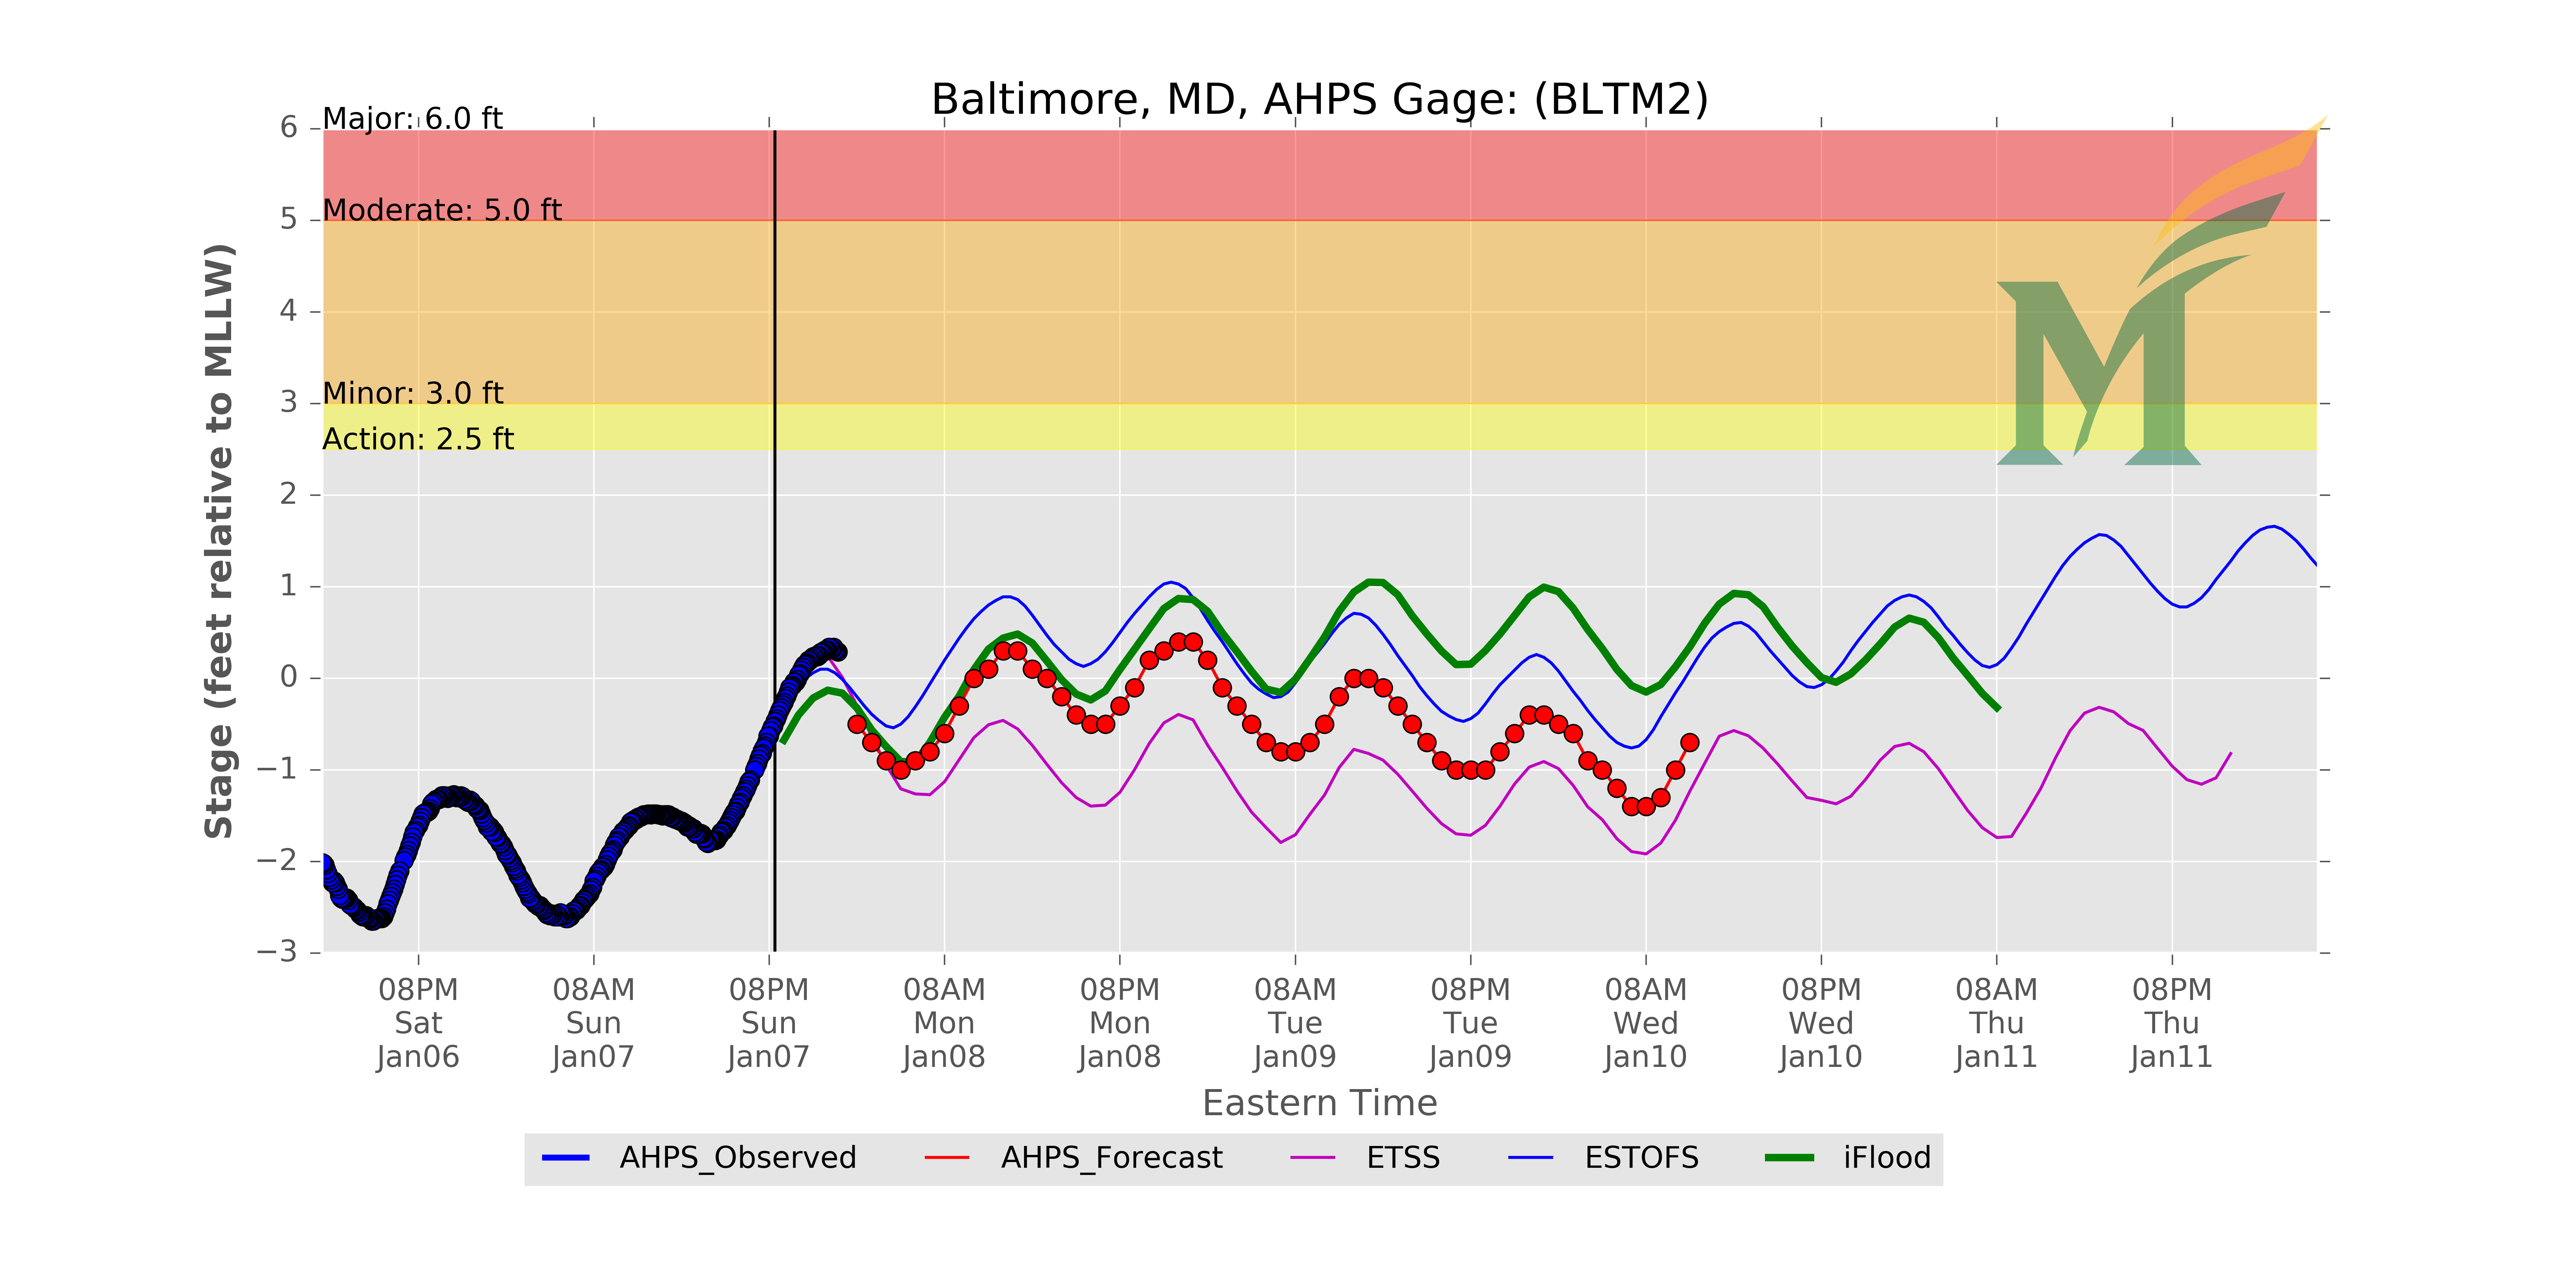 Baltimore, MD, AHPS Gage: (BLTM2)
Major: 6.0 ft
Moderate: 5.0 ft
Minor: 3.0 ft
Action: 2.5 ft
6
5
4
3
2
1
0
−1
−2
−3
Stage (feet relative to MLLW)
08PM Sat Jan06
08AM Sun Jan07
08PM Sun Jan07
08AM Mon Jan08
08PM Mon Jan08
08AM Tue Jan09
08PM Tue Jan09
08AM Wed Jan10
08PM Wed Jan10
08AM Thu Jan11
08PM Thu Jan11
Eastern Time
AHPS_Observed AHPS_Forecast ETSS ESTOFS iFlood
M